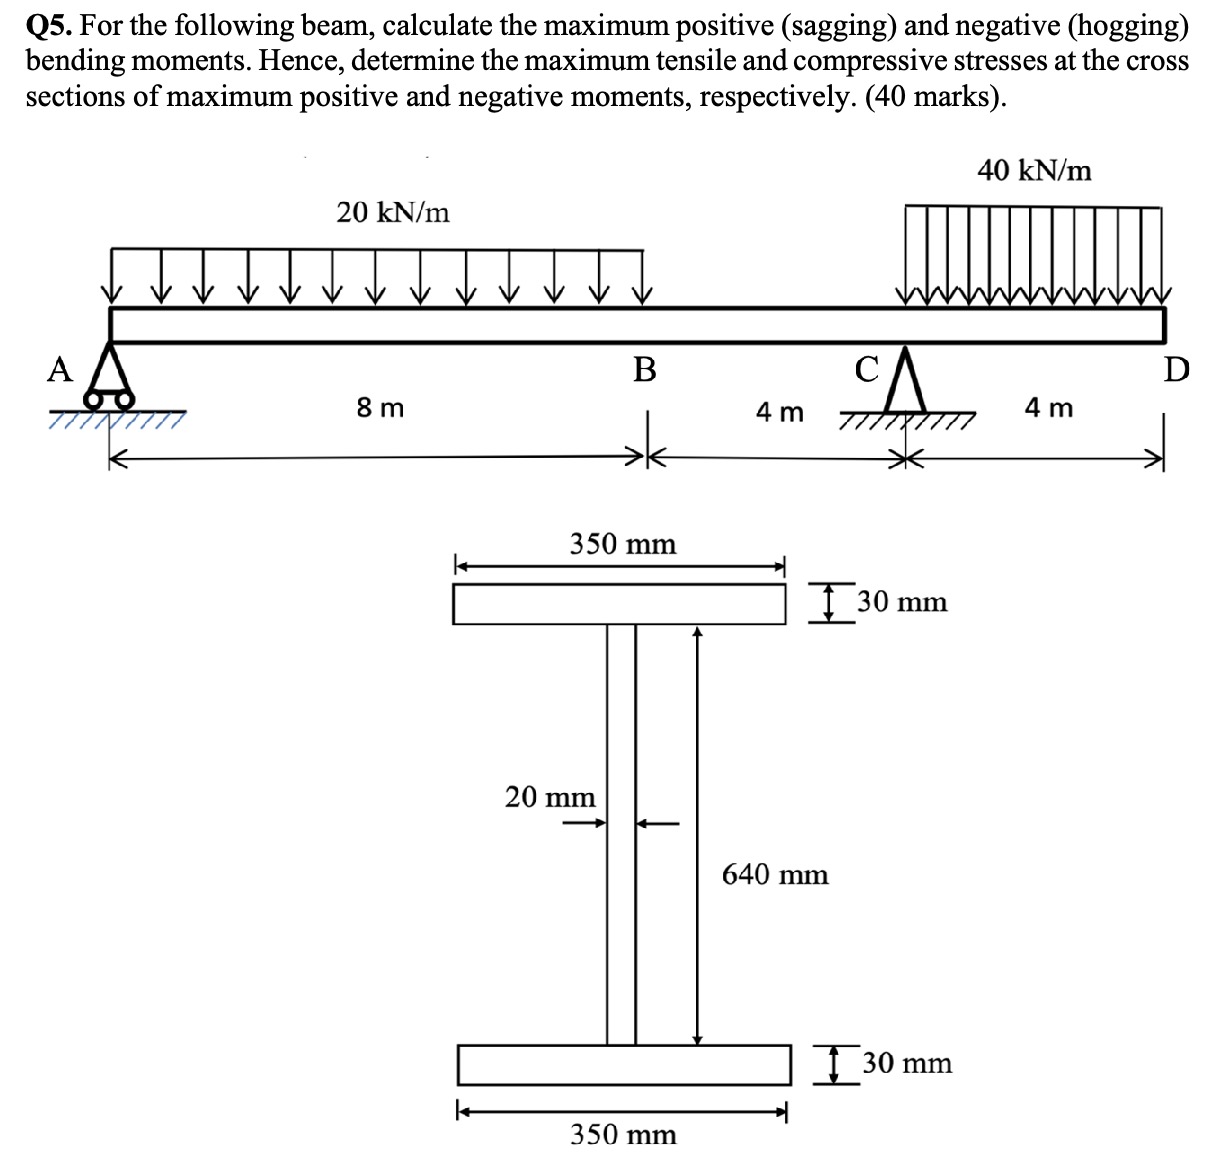 Q5. For the following beam, calculate the maximum positive (sagging) and negative (hogging)
bending moments. Hence, determine the maximum tensile and compressive stresses at the cross
sections of maximum positive and negative moments, respectively. (40 marks).
40 kN/m
20 kN/m
A
B
C
D
8 m
4 m
4 m
350 mm
30 mm
20 mm
640 mm
30 mm
350 mm